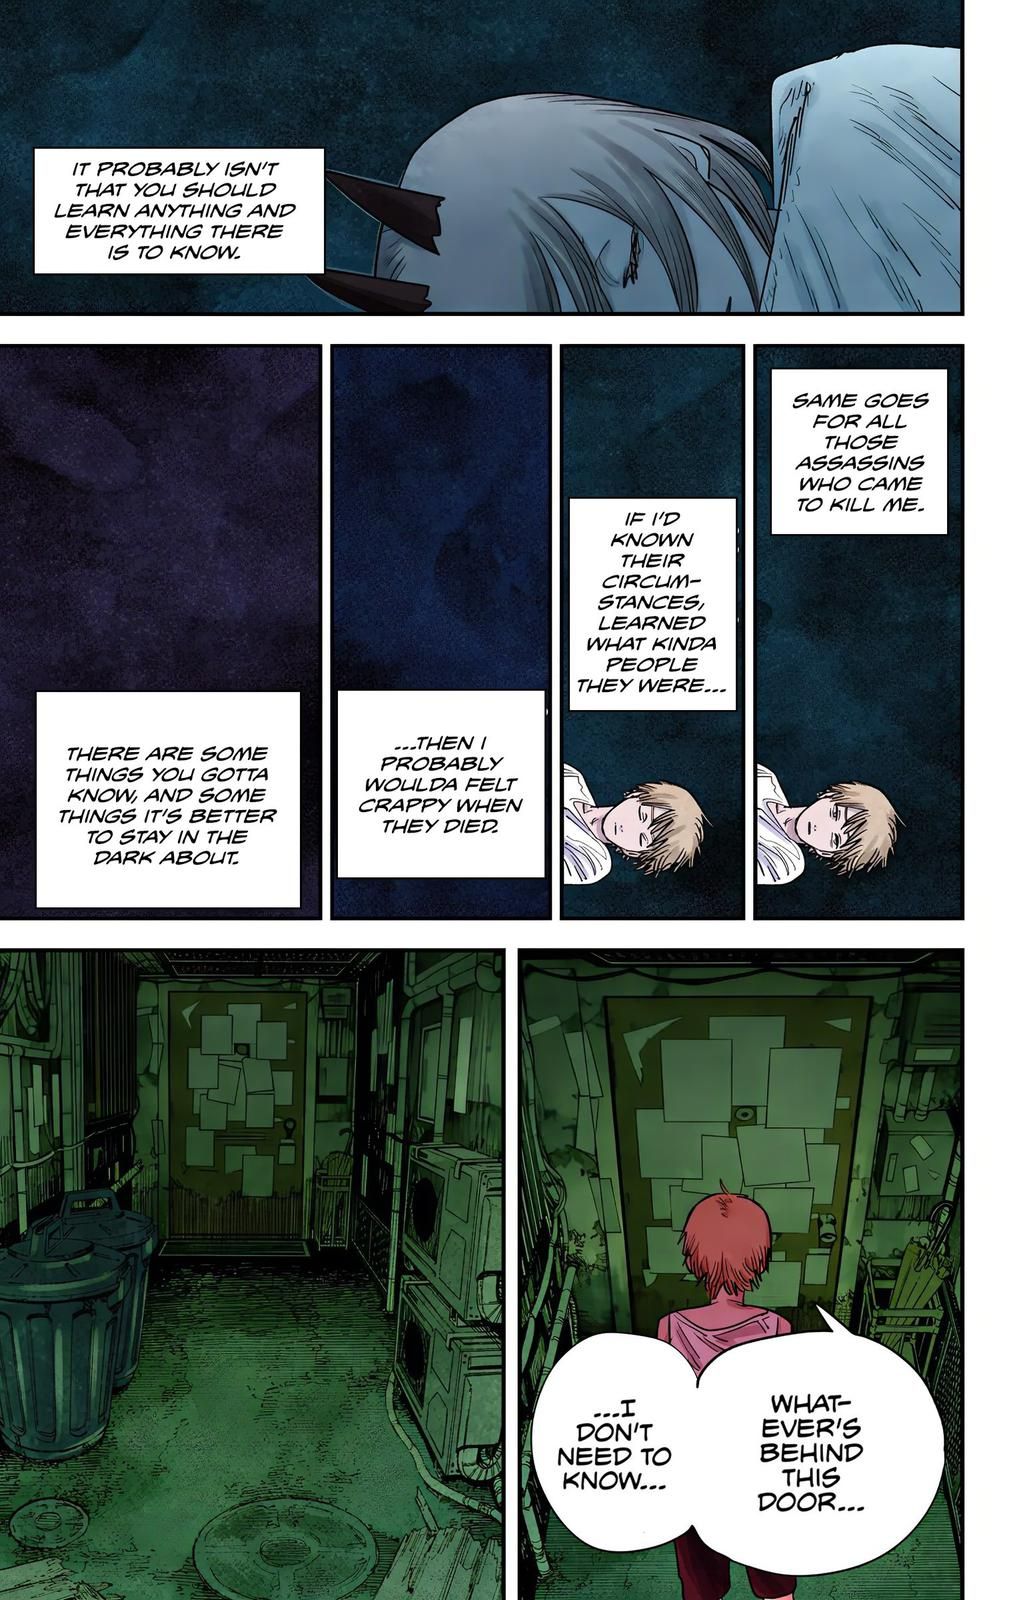 IT PROBABLY ISN'T
THAT YOU SHOULD
LEARN ANYTHING AND
EVERYTHING THERE
IS TO KNOW.
SAME GOES
FOR ALL
THOSE
ASSASSINS
WHO CAME
TO KILL ME.
IF I'D
KNOWN
THEIR
CIRCUM-
STANCES,
LEARNED
WHAT KINDA
PEOPLE
THEY WERE...
...THEN I
PROBABLY
WOULDA FELT
CRAPPY WHEN
THEY DIED.
THERE ARE SOME
THINGS YOU GOTTA
KNOW, AND SOME
THINGS IT'S BETTER
TO STAY IN THE
DARK ABOUT.
WHAT-
EVER'S
BEHIND
THIS
DOOR...
...I
DON'T
NEED TO
KNOW...